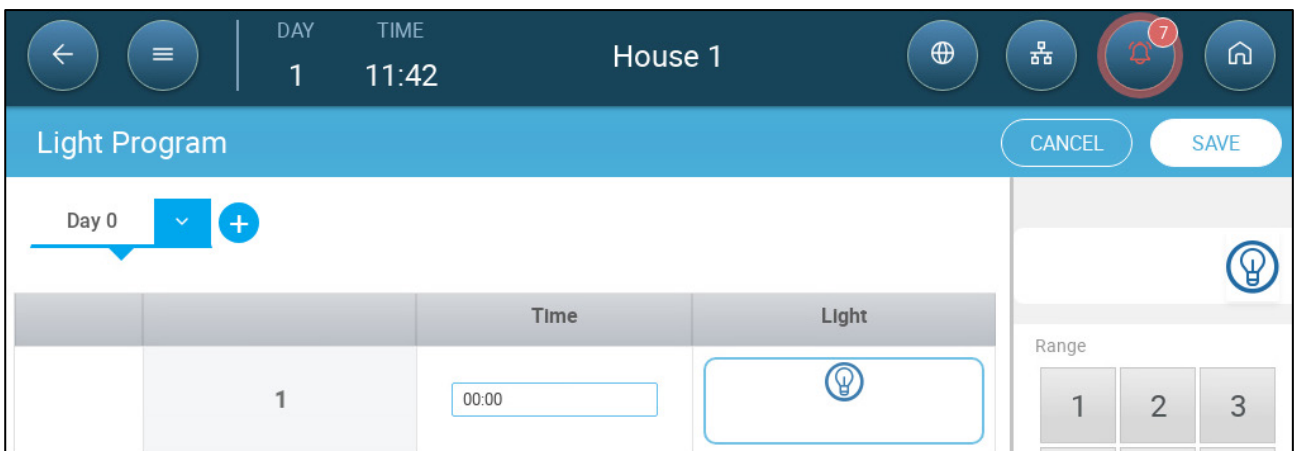 DAY TIME 7
1 11:42 House 1
Light Program CANCEL SAVE
Day 0
Time Light
Range
1 00:00 1 2 3